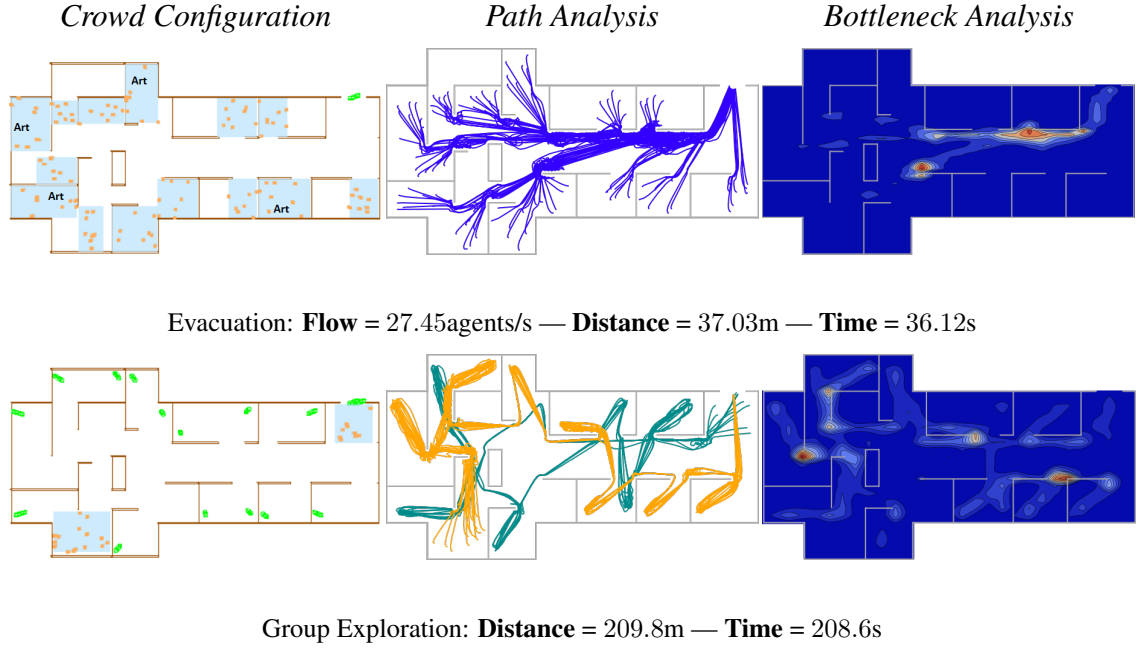 Crowd Configuration Path Analysis Bottleneck Analysis
Art
Art
Art
Art
Evacuation: Flow = 27.45agents/s — Distance = 37.03m — Time = 36.12s
Group Exploration: Distance = 209.8m — Time = 208.6s